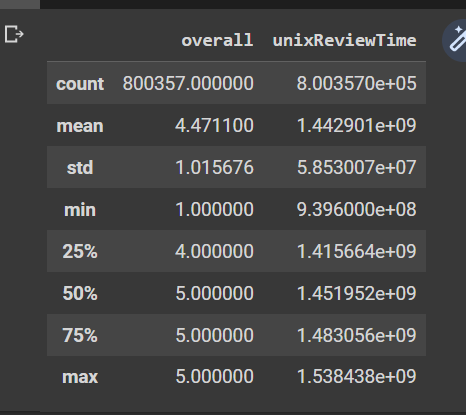 overall unixReviewTime
count 800357.000000 8.003570e+05
mean 4.471100 1.442901e+09
std 1.015676 5.853007e+07
min 1.000000 9.396000e+08
25% 4.000000 1.415664e+09
50% 5.000000 1.451952e+09
75% 5.000000 1.483056e+09
max 5.000000 1.538438e+09